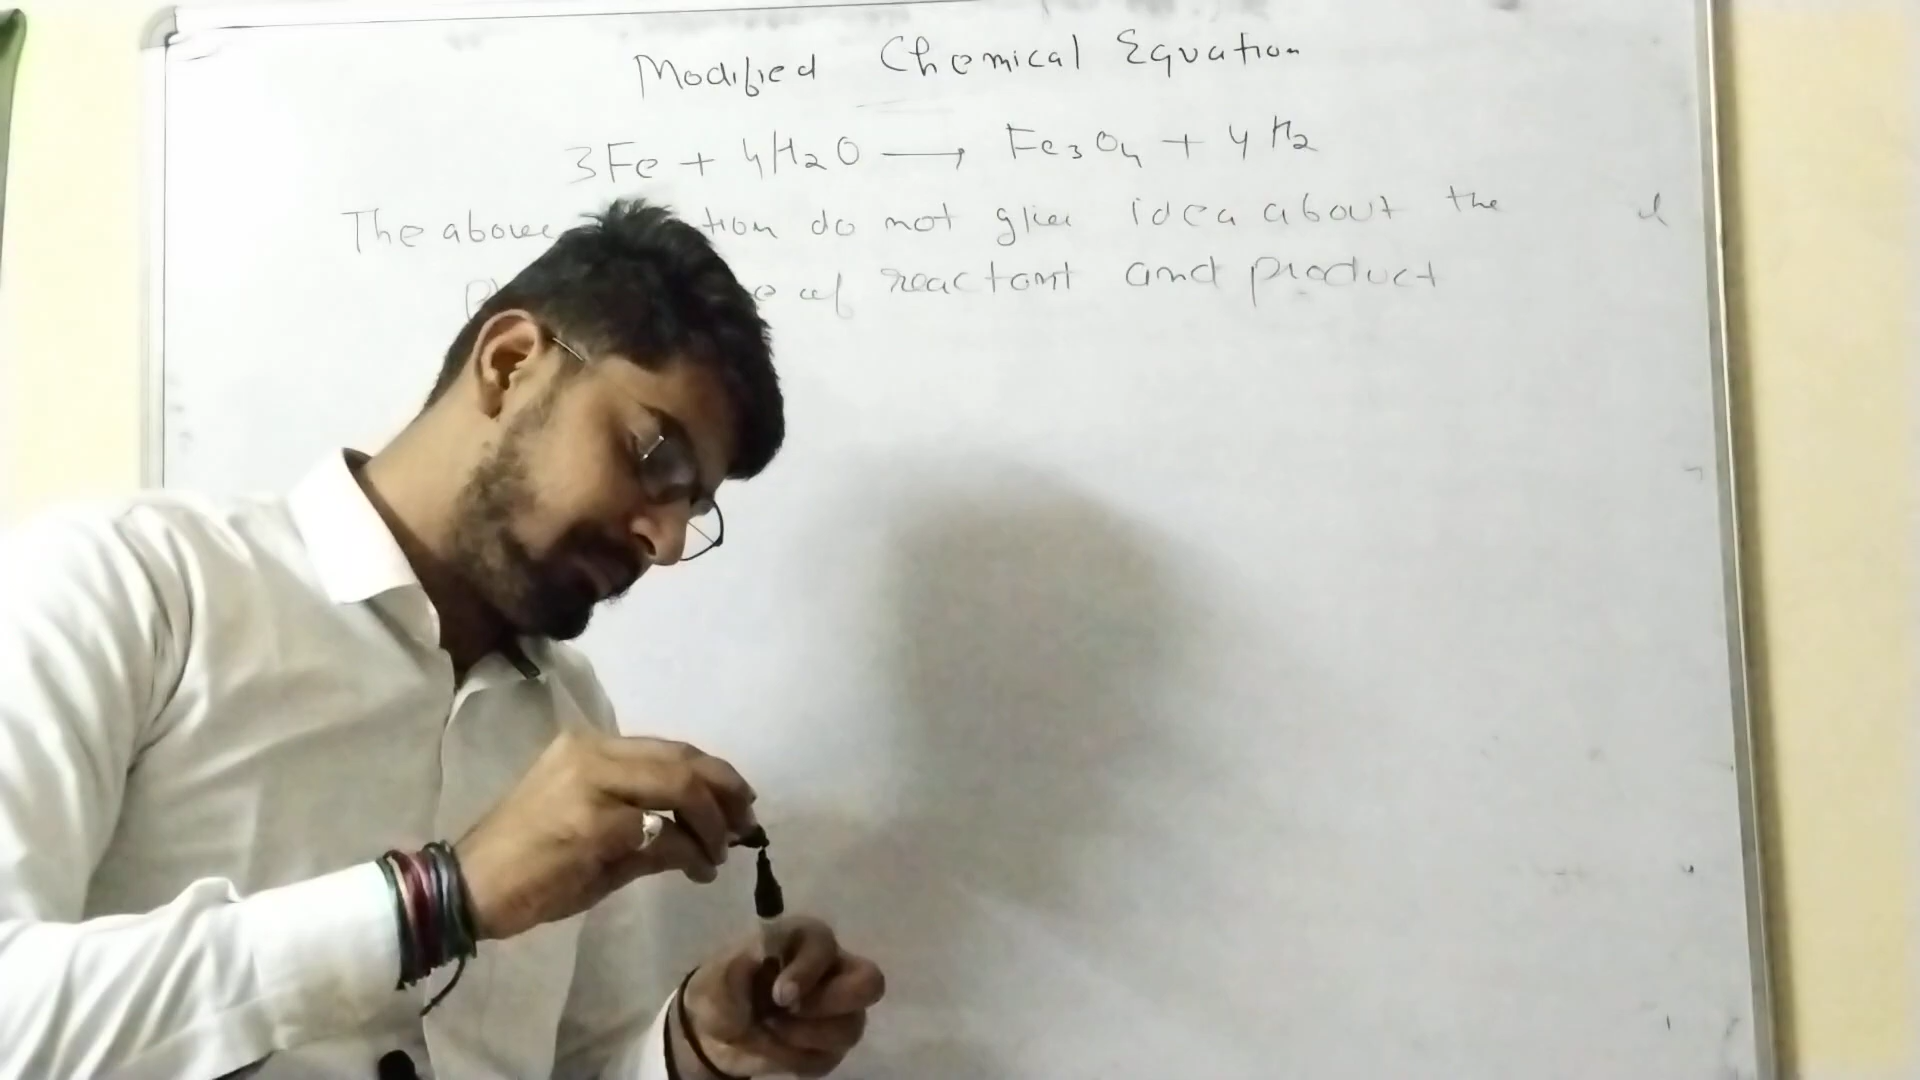 Modified Chemical Equation
3Fe + 4H2O → Fe3O4 + 4H2
The above tion do not give idea about the
of reactant and product